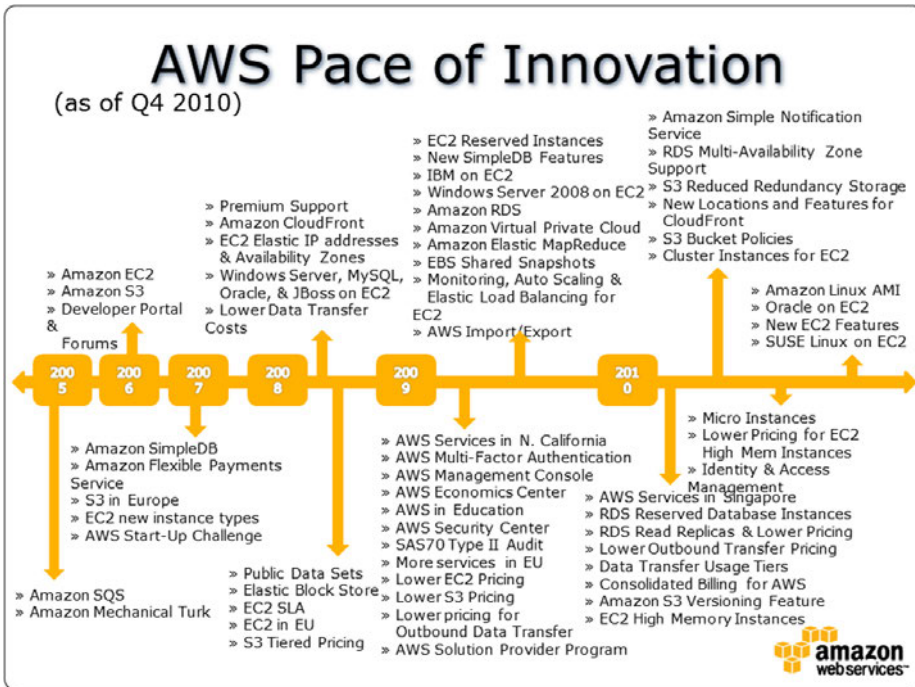 AWS Pace of Innovation
(as of Q4 2010)
» Amazon EC2
» Amazon S3
» Developer Portal
&
Forums
» Premium Support
» Amazon CloudFront
» EC2 Elastic IP addresses
& Availability Zones
» Windows Server, MySQL,
Oracle, & JBoss on EC2
» Lower Data Transfer
Costs
» EC2 Reserved Instances
» New SimpleDB Features
» IBM on EC2
» Windows Server 2008 on EC2
» Amazon RDS
» Amazon Virtual Private Cloud
» Amazon Elastic MapReduce
» EBS Shared Snapshots
» Monitoring, Auto Scaling &
Elastic Load Balancing for
EC2
» AWS Import/Export
» Amazon Simple Notification
Service
» RDS Multi-Availability Zone
Support
» S3 Reduced Redundancy Storage
» New Locations and Features for
CloudFront
» S3 Bucket Policies
» Cluster Instances for EC2
» Amazon Linux AMI
» Oracle on EC2
» New EC2 Features
» SUSE Linux on EC2
200
5
200
6
200
7
200
8
200
9
201
0
» Amazon SQS
» Amazon Mechanical Turk
» Amazon SimpleDB
» Amazon Flexible Payments
Service
» S3 in Europe
» EC2 new instance types
» AWS Start-Up Challenge
» Public Data Sets
» Elastic Block Store
» EC2 SLA
» EC2 in EU
» S3 Tiered Pricing
» AWS Services in N. California
» AWS Multi-Factor Authentication
» AWS Management Console
» AWS Economics Center
» AWS in Education
» AWS Security Center
» SAS70 Type II Audit
» More services in EU
» Lower EC2 Pricing
» Lower S3 Pricing
» Lower pricing for
Outbound Data Transfer
» AWS Solution Provider Program
» Micro Instances
» Lower Pricing for EC2
High Mem Instances
» Identity & Access
Management
» AWS Services in Singapore
» RDS Reserved Database Instances
» RDS Read Replicas & Lower Pricing
» Lower Outbound Transfer Pricing
» Data Transfer Usage Tiers
» Consolidated Billing for AWS
» Amazon S3 Versioning Feature
» EC2 High Memory Instances
amazon
webservices™